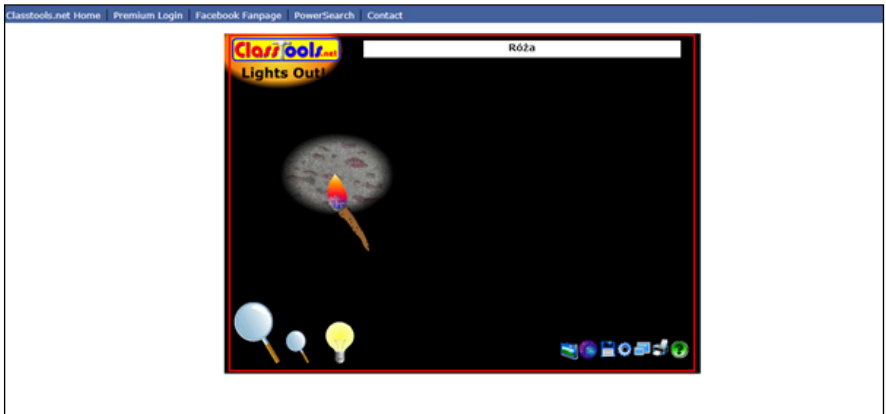 Classtools.net Home | Premium Login | Facebook Fanpage | PowerSearch | Contact
ClassTools.net
Róża
Lights Out!
?